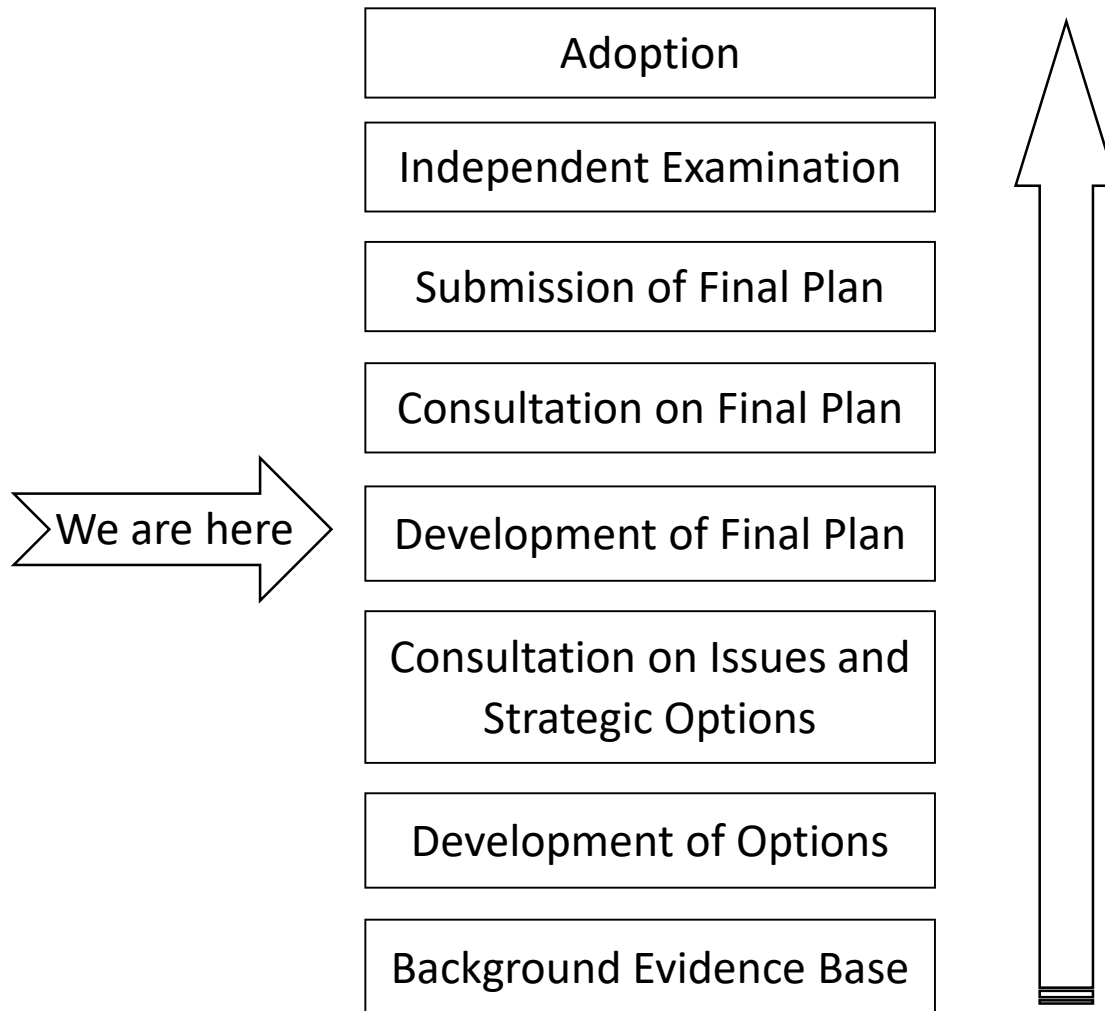 Adoption
Independent Examination
Submission of Final Plan
Consultation on Final Plan
We are here
Development of Final Plan
Consultation on Issues and
Strategic Options
Development of Options
Background Evidence Base